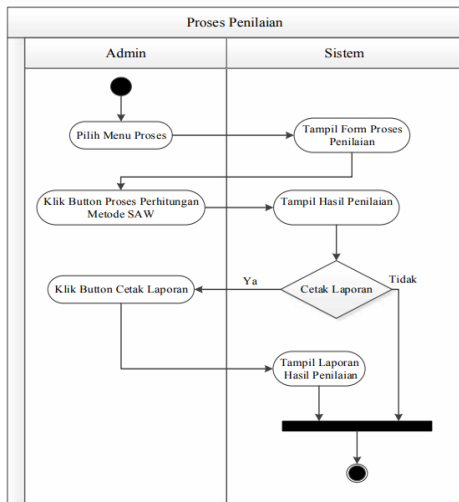 Proses Penilaian
Admin
Sistem
Pilih Menu Proses
Tampil Form Proses
Penilaian
Klik Button Proses Perhitungan
Metode SAW
Tampil Hasil Penilaian
Klik Button Cetak Laporan
Ya
Cetak Laporan
Tidak
Tampil Laporan
Hasil Penilaian